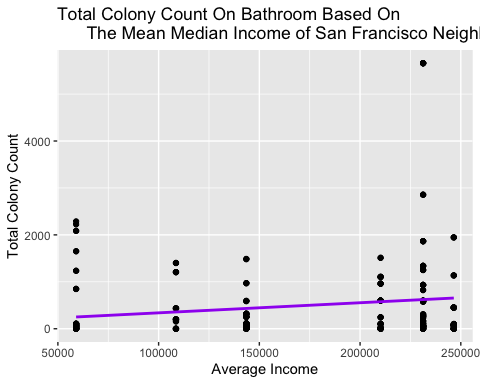 Total Colony Count On Bathroom Based On
The Mean Median Income of San Francisco Neigh
Total Colony Count
4000
2000
0
50000
100000
150000
200000
250000
Average Income